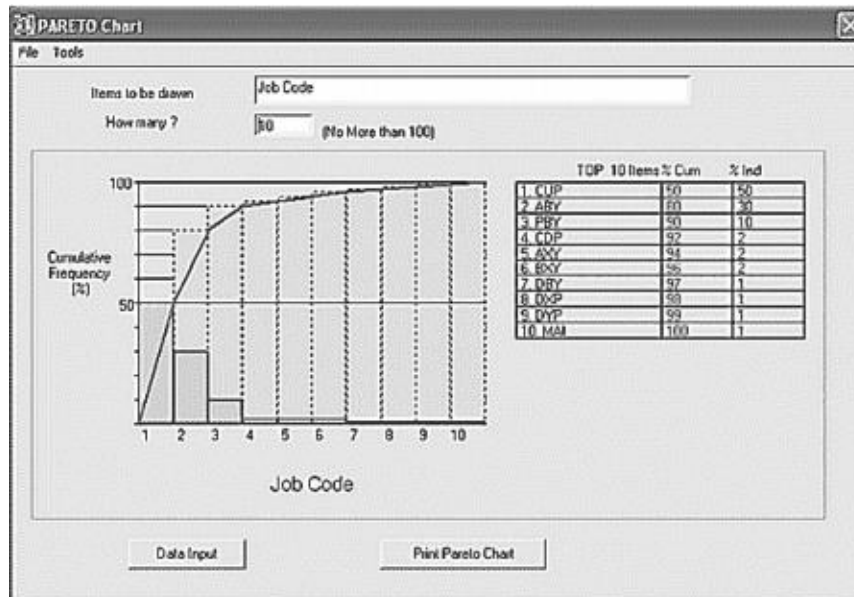 PARETO Chart
File Tools
Items to be drawn Job Code
How many ? 10 (No More than 100)
TOP 10 Items % Cum % Ind
1. CUP 50 50
2. ABY 80 30
3. PBY 90 10
4. CDP 92 2
5. AXY 94 2
6. BXY 96 2
7. DBY 97 1
8. DXP 98 1
9. DYP 99 1
10. MAI 100 1
100
Cumulative
Frequency
(%)
50
1 2 3 4 5 6 7 8 9 10
Job Code
Data Input Print Pareto Chart